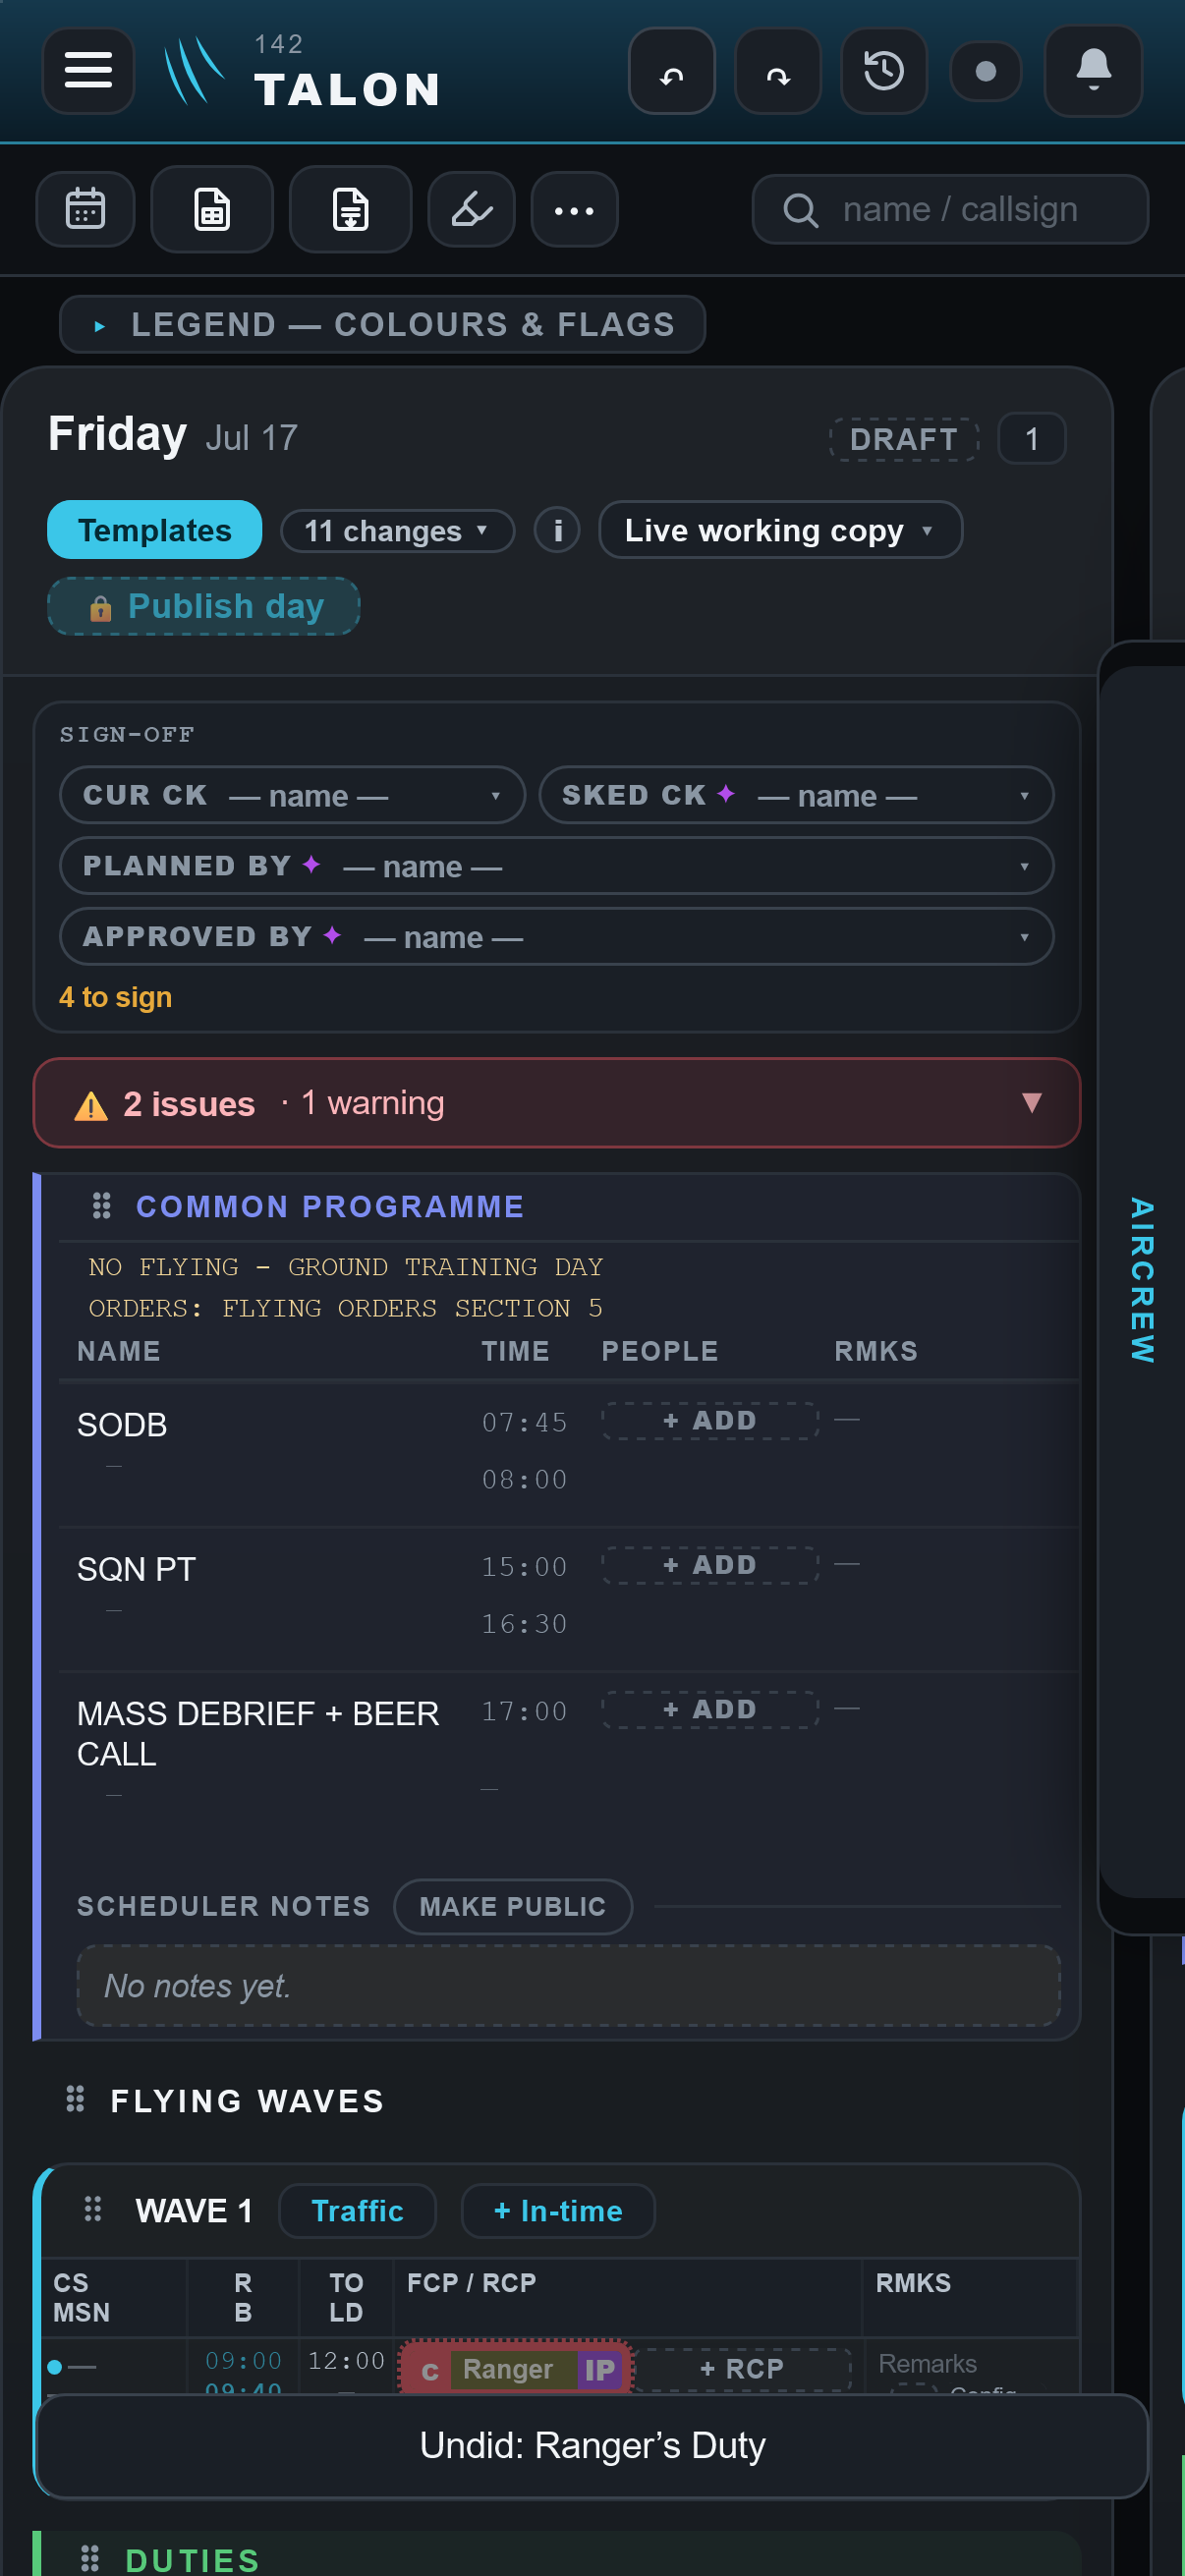 142
TALON
name / callsign
LEGEND — COLOURS & FLAGS
Friday Jul 17
DRAFT 1
Templates 11 changes i Live working copy
Publish day
SIGN-OFF
CUR CK — name — SKED CK — name —
PLANNED BY — name —
APPROVED BY — name —
4 to sign
2 issues · 1 warning
AIRCREW
COMMON PROGRAMME
NO FLYING - GROUND TRAINING DAY
ORDERS: FLYING ORDERS SECTION 5
NAME TIME PEOPLE RMKS
SODB 07:45 + ADD —
— 08:00
SQN PT 15:00 + ADD —
— 16:30
MASS DEBRIEF + BEER 17:00 + ADD —
CALL
— —
SCHEDULER NOTES MAKE PUBLIC
No notes yet.
FLYING WAVES
WAVE 1 Traffic + In-time
CS R TO FCP / RCP RMKS
MSN B LD
— 09:00 12:00 C Ranger IP + RCP Remarks
09:40 — Config
Undid: Ranger’s Duty
DUTIES